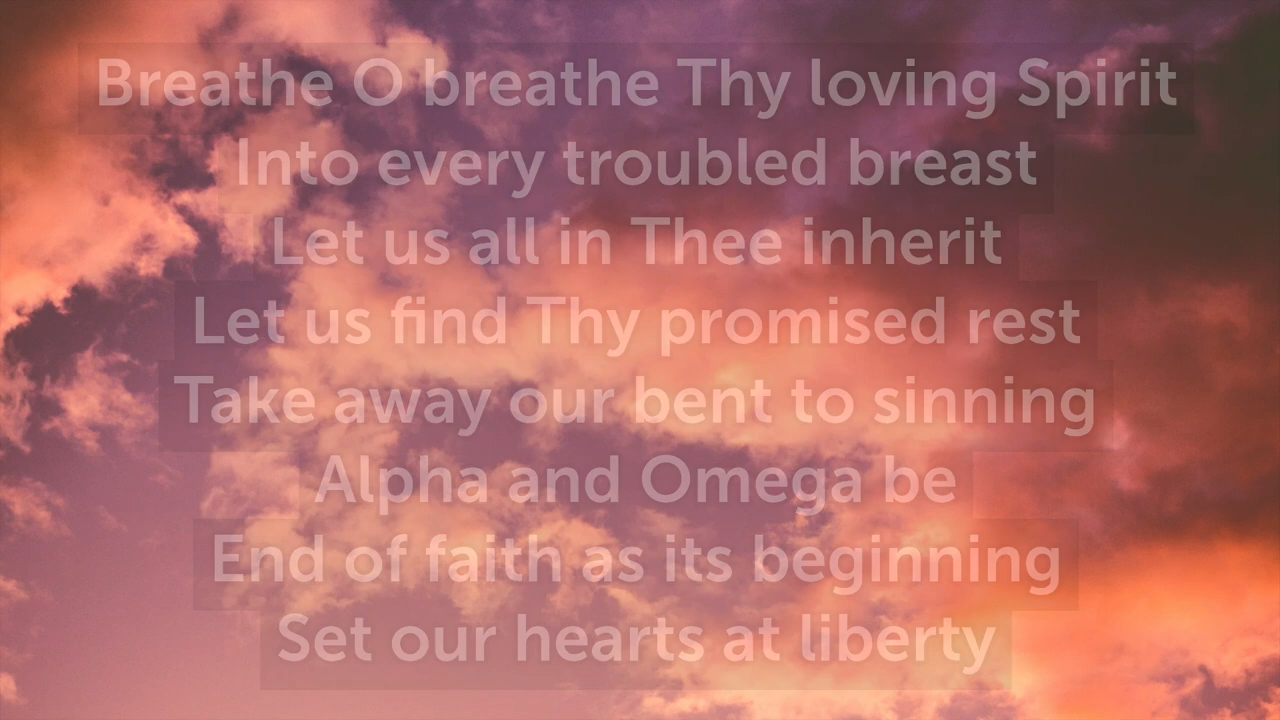 Breathe O breathe Thy loving Spirit
Into every troubled breast
Let us all in Thee inherit
Let us find Thy promised rest
Take away our bent to sinning
Alpha and Omega be
End of faith as its beginning
Set our hearts at liberty